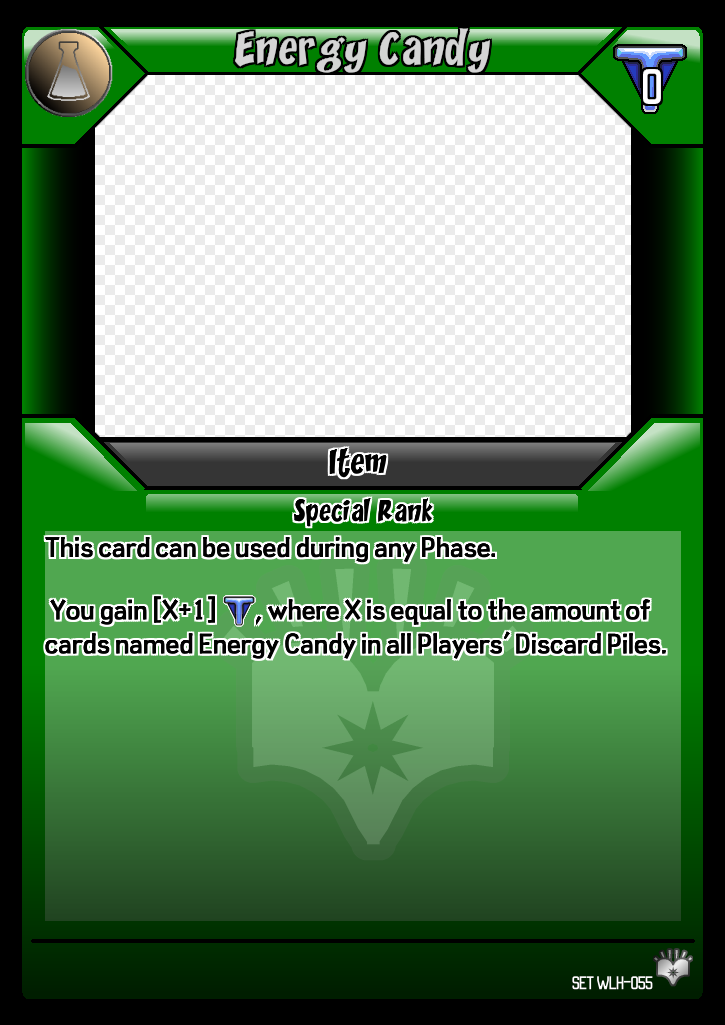 Energy Candy
0
Item
Special Rank
This card can be used during any Phase.
You gain [X+1] T, where X is equal to the amount of
cards named Energy Candy in all Players' Discard Piles.
SET WLH-055